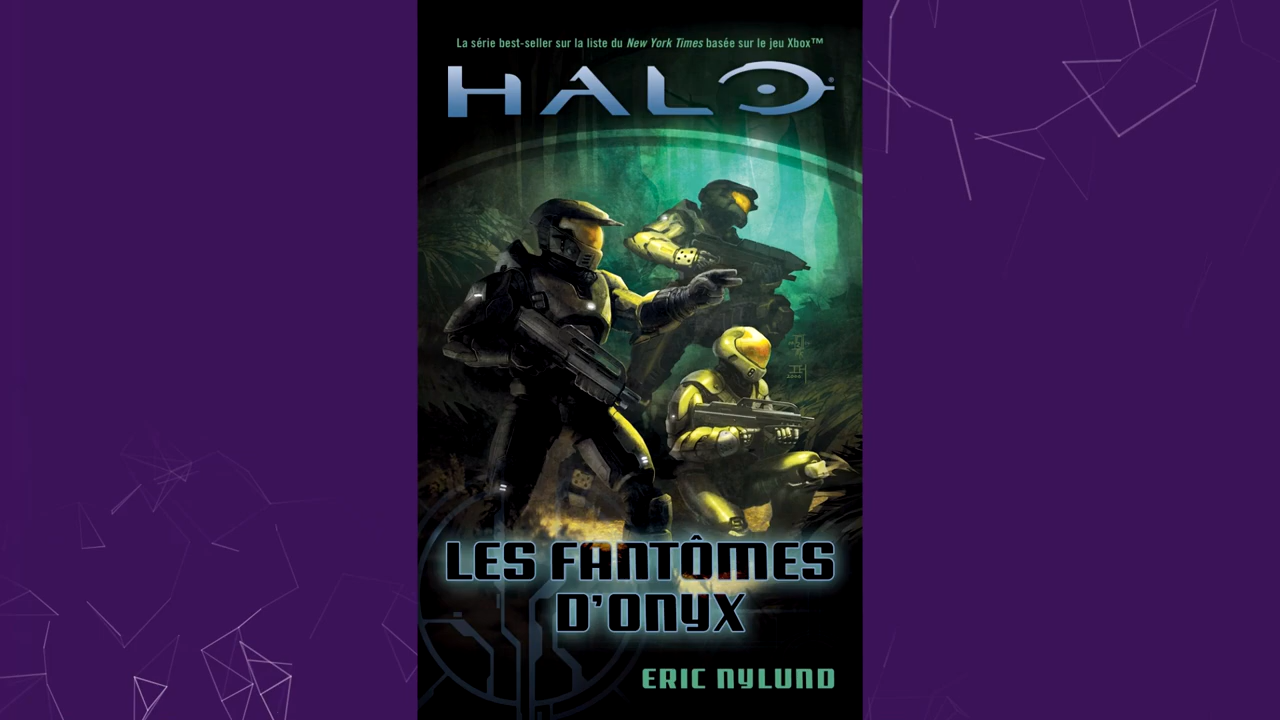 La série best-seller sur la liste du New York Times basée sur le jeu Xbox™
HALO®
LES FANTÔMES
D'ONYX
ERIC NYLUND